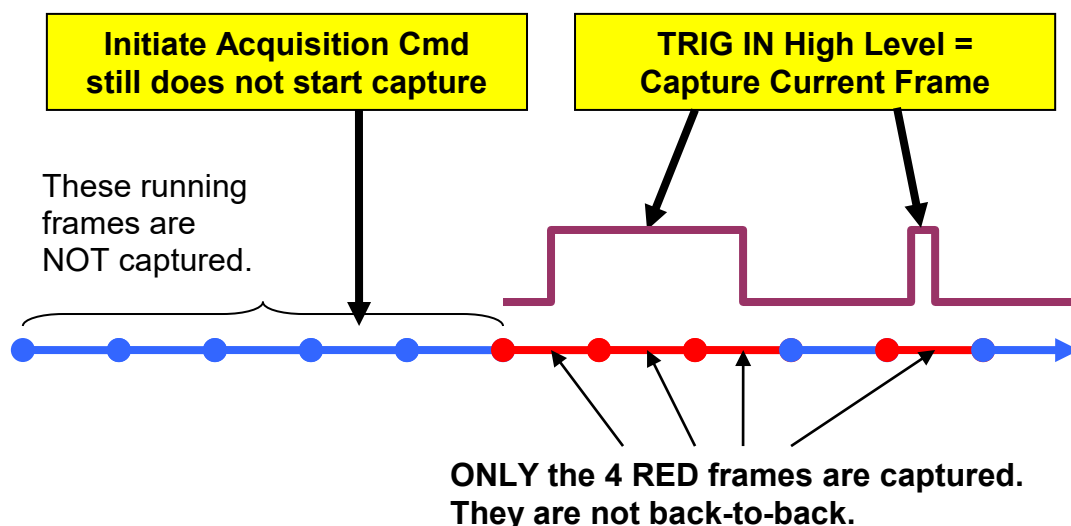 Initiate Acquisition Cmd
still does not start capture
TRIG IN High Level =
Capture Current Frame
These running
frames are
NOT captured.
ONLY the 4 RED frames are captured.
They are not back-to-back.